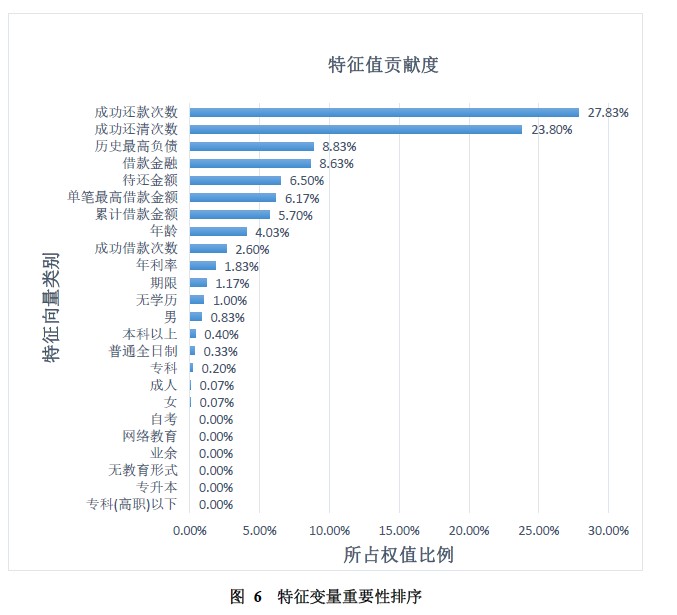 特征值贡献度
特征向量类别
成功还款次数 27.83%
成功还清次数 23.80%
历史最高负债 8.83%
借款金融 8.63%
待还金额 6.50%
单笔最高借款金额 6.17%
累计借款金额 5.70%
年龄 4.03%
成功借款次数 2.60%
年利率 1.83%
期限 1.17%
无学历 1.00%
男 0.83%
本科以上 0.40%
普通全日制 0.33%
专科 0.20%
成人 0.07%
女 0.07%
自考 0.00%
网络教育 0.00%
业余 0.00%
无教育形式 0.00%
专升本 0.00%
专科(高职)以下 0.00%
0.00% 5.00% 10.00% 15.00% 20.00% 25.00% 30.00%
所占权值比例
图 6 特征变量重要性排序